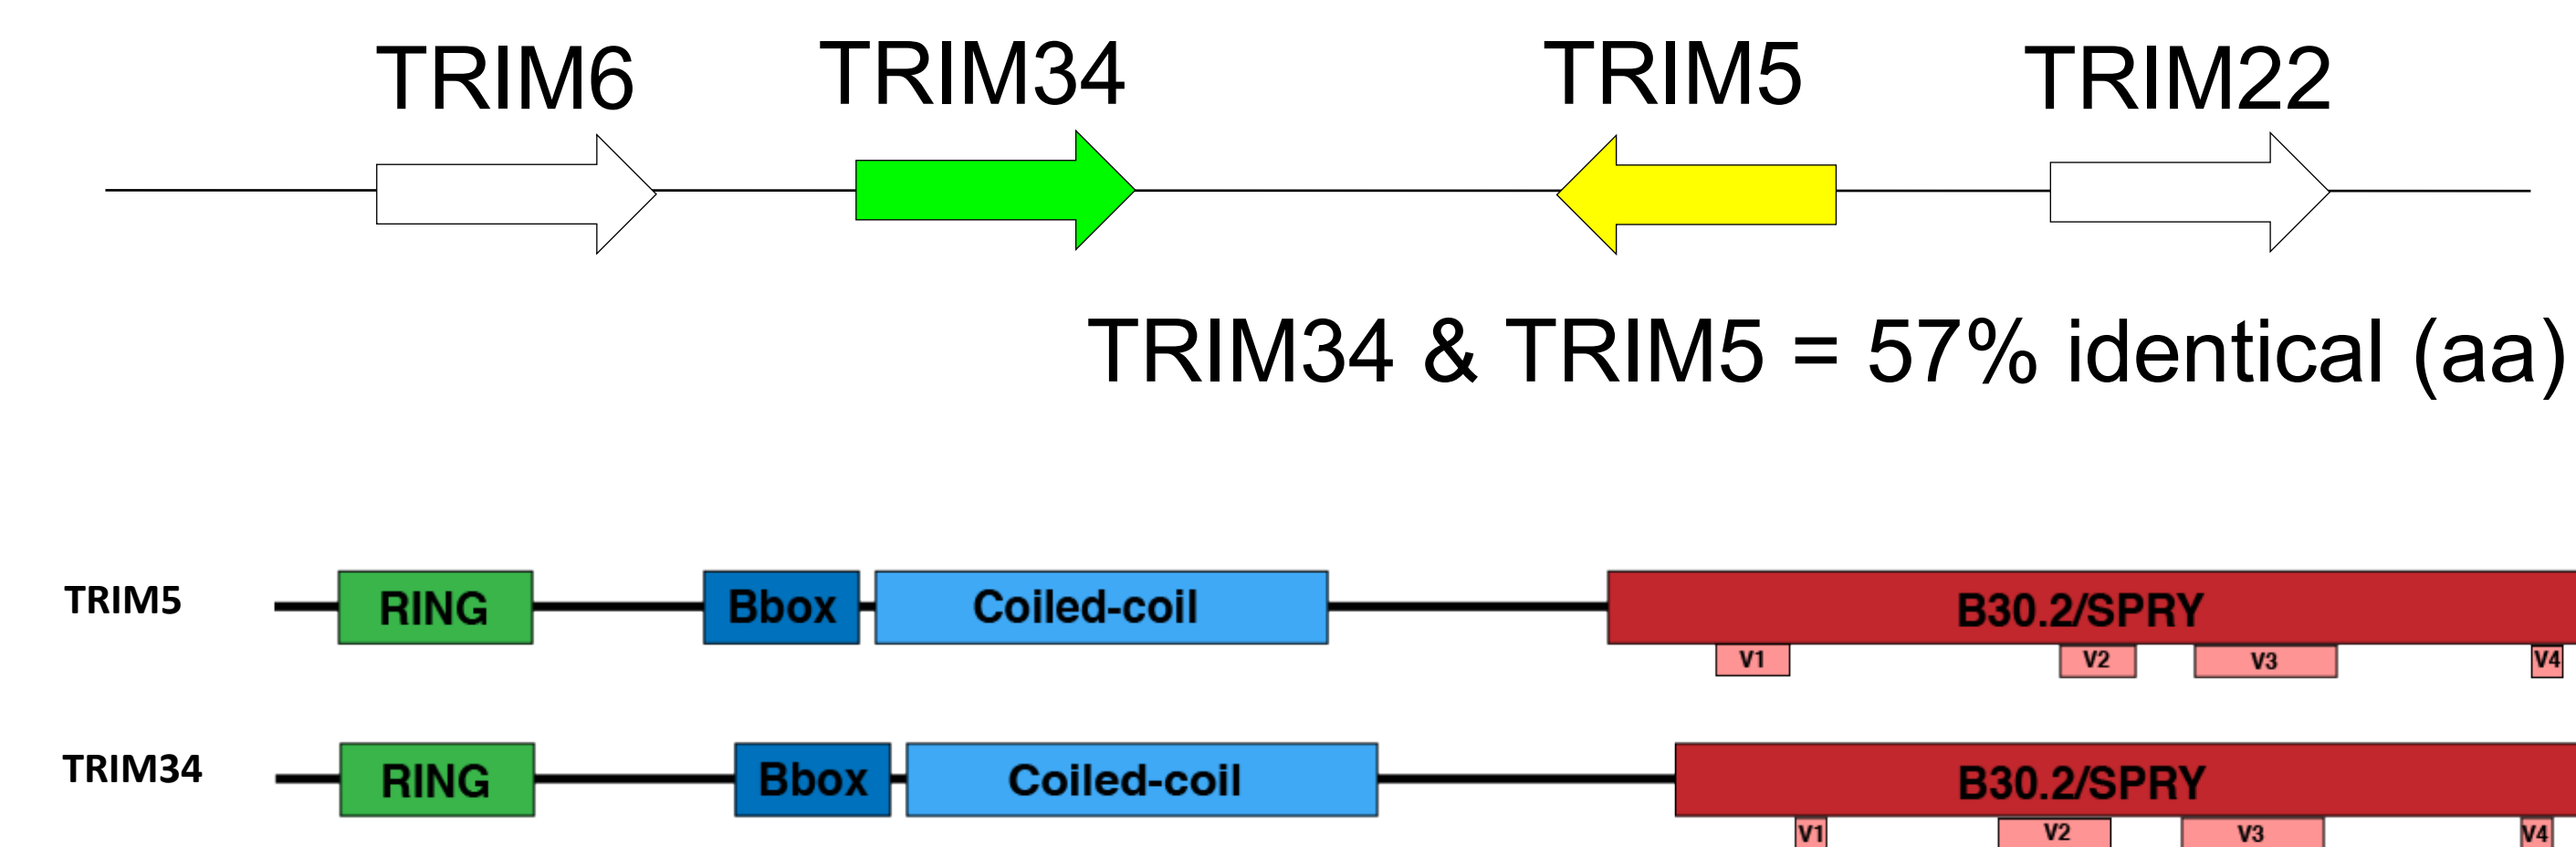 TRIM6 TRIM34 TRIM5 TRIM22
TRIM34 & TRIM5 = 57% identical (aa)
TRIM5 RING Bbox Coiled-coil B30.2/SPRY
V1 V2 V3 V4
TRIM34 RING Bbox Coiled-coil B30.2/SPRY
V1 V2 V3 V4